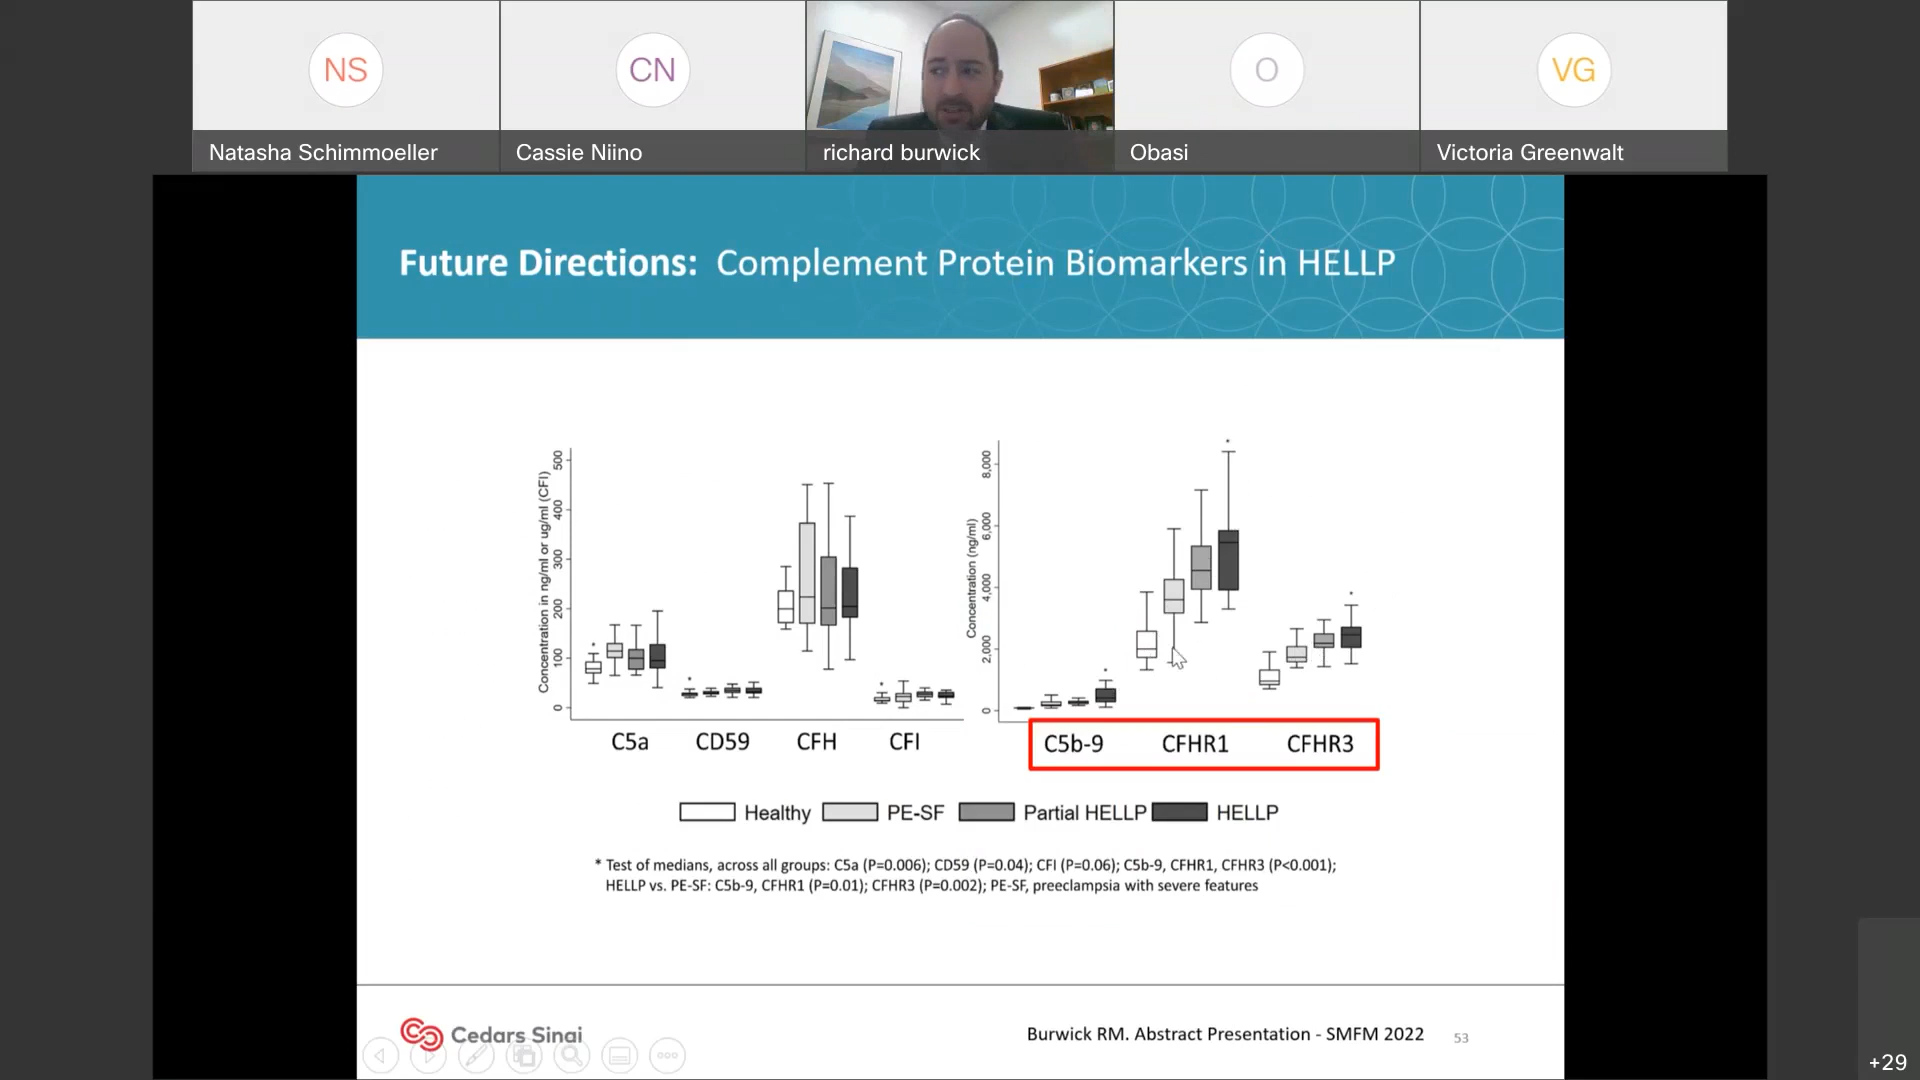 NS
CN
O
VG
Natasha Schimmoeller
Cassie Niino
richard burwick
Obasi
Victoria Greenwalt
Future Directions: Complement Protein Biomarkers in HELLP
Concentration in ng/ml or ug/ml (CFI)
0
100
200
300
400
500
C5a
CD59
CFH
CFI
Concentration (ng/ml)
0
2,000
4,000
6,000
8,000
C5b-9
CFHR1
CFHR3
Healthy
PE-SF
Partial HELLP
HELLP
* Test of medians, across all groups: C5a (P=0.006); CD59 (P=0.04); CFI (P=0.06); C5b-9, CFHR1, CFHR3 (P<0.001);
HELLP vs. PE-SF: C5b-9, CFHR1 (P=0.01); CFHR3 (P=0.002); PE-SF, preeclampsia with severe features
Cedars Sinai
Burwick RM. Abstract Presentation - SMFM 2022
53
+29